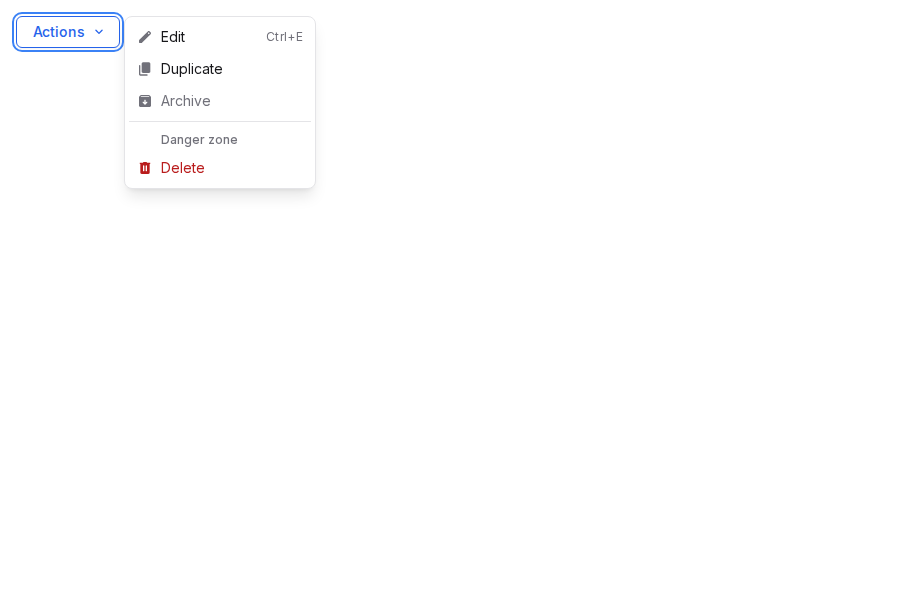 Actions
Edit Ctrl+E
Duplicate
Archive
Danger zone
Delete